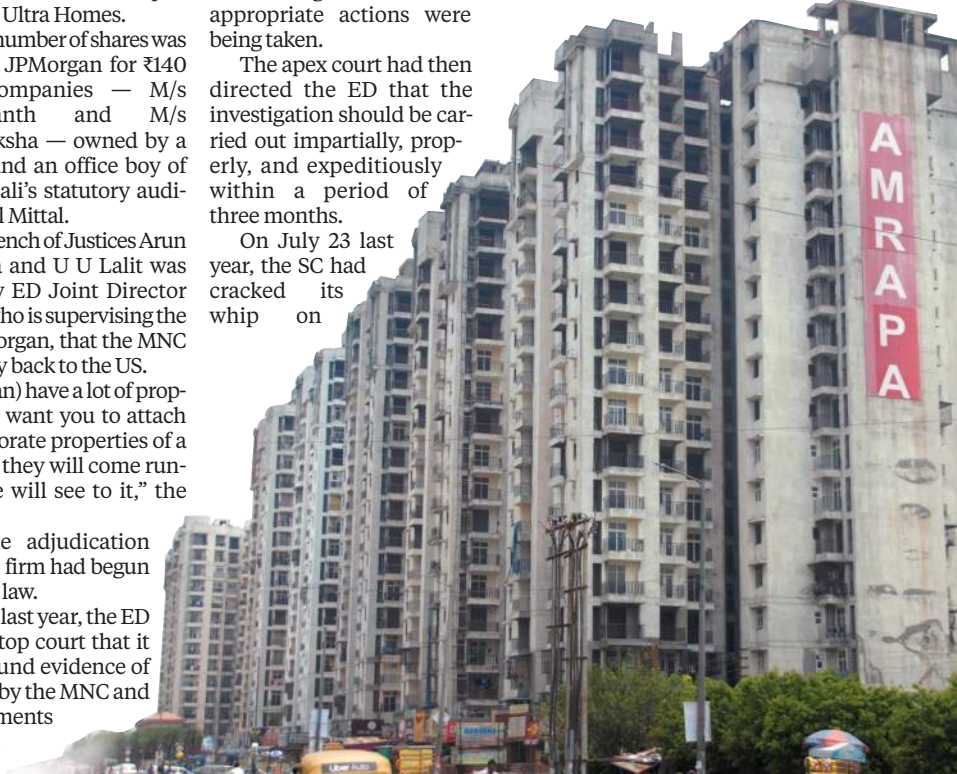 Ultra Homes.
number of shares was
JPMorgan for ₹140
ompanies — M/s
anth and M/s
ksha — owned by a
nd an office boy of
ali’s statutory audi-
l Mittal.
ench of Justices Arun
a and U U Lalit was
y ED Joint Director
ho is supervising the
organ, that the MNC
y back to the US.
an) have a lot of prop-
want you to attach
orate properties of a
they will come run-
e will see to it,” the
e adjudication
firm had begun
law.
last year, the ED
top court that it
und evidence of
by the MNC and
ments
appropriate actions were
being taken.
The apex court had then
directed the ED that the
investigation should be car-
ried out impartially, prop-
erly, and expeditiously
within a period of
three months.
On July 23 last
year, the SC had
cracked its
whip on
AMRAPA
Uber Auto